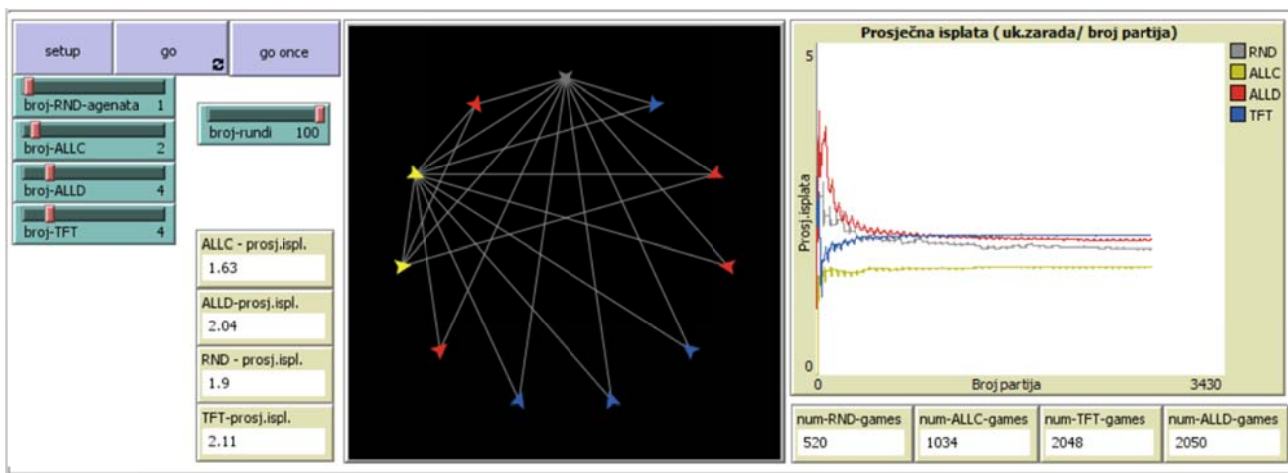 setup
go
go once
broj-RND-agenata 1
broj-ALLC 2
broj-ALLD 4
broj-TFT 4
broj-rundi 100
ALLC - prosj.ispl.
1.63
ALLD-prosj.ispl.
2.04
RND - prosj.ispl.
1.9
TFT-prosj.ispl.
2.11
Prosječna isplata ( uk.zarada/ broj partija)
5
Prosj.isplata
0
0
Broj partija
3430
RND
ALLC
ALLD
TFT
num-RND-games
520
num-ALLC-games
1034
num-TFT-games
2048
num-ALLD-games
2050